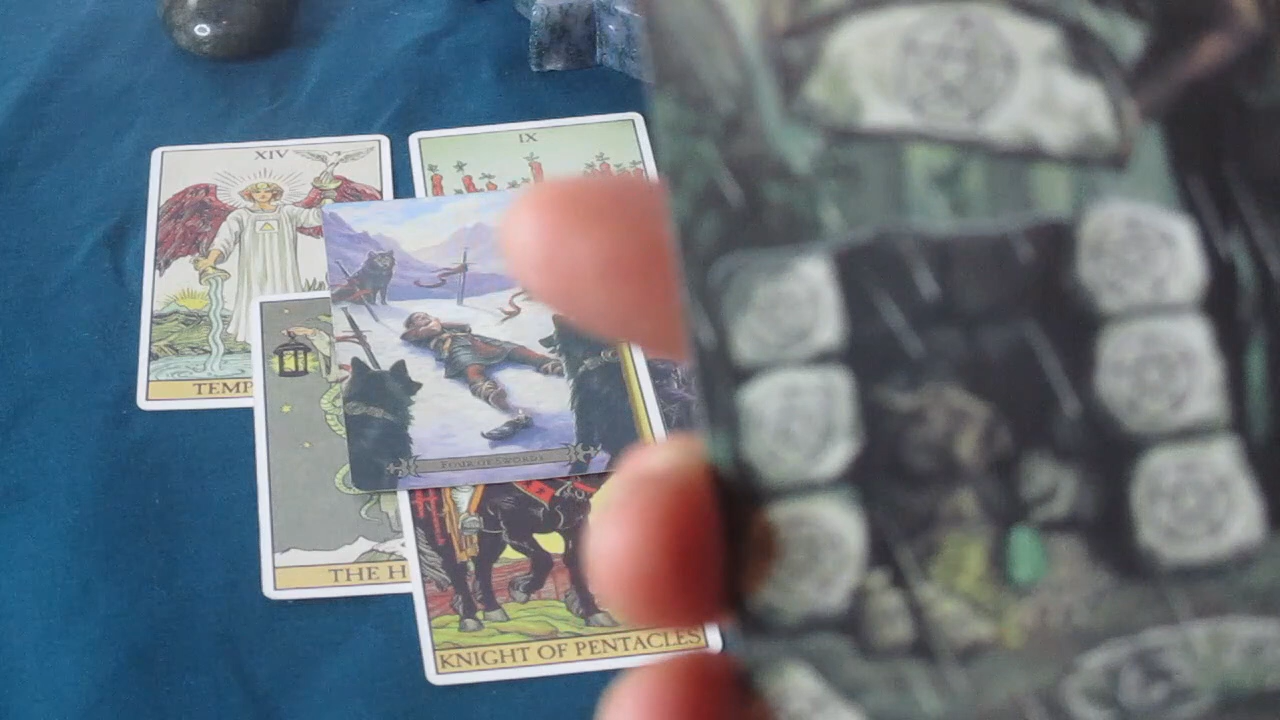 XIV
IX
TEMP
FOUR OF SWORDS
THE H
KNIGHT OF PENTACLES